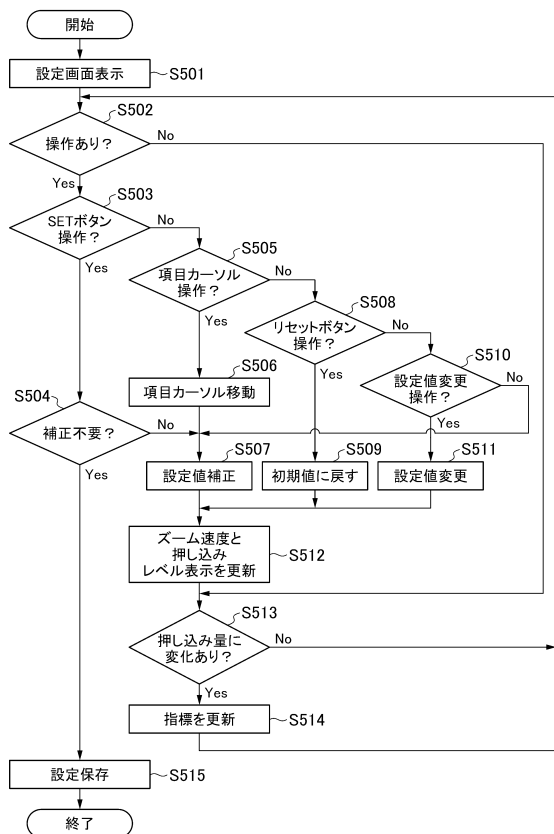 開始
設定画面表示
S501
S502
操作あり？
No
Yes
S503
SETボタン
操作？
No
Yes
S505
項目カーソル
操作？
No
Yes
S508
リセットボタン
操作？
No
Yes
S510
設定値変更
操作？
No
Yes
S506
項目カーソル移動
S504
補正不要？
No
Yes
S507
設定値補正
S509
初期値に戻す
S511
設定値変更
ズーム速度と
押し込み
レベル表示を更新
S512
S513
押し込み量に
変化あり？
No
Yes
指標を更新
S514
設定保存
S515
終了